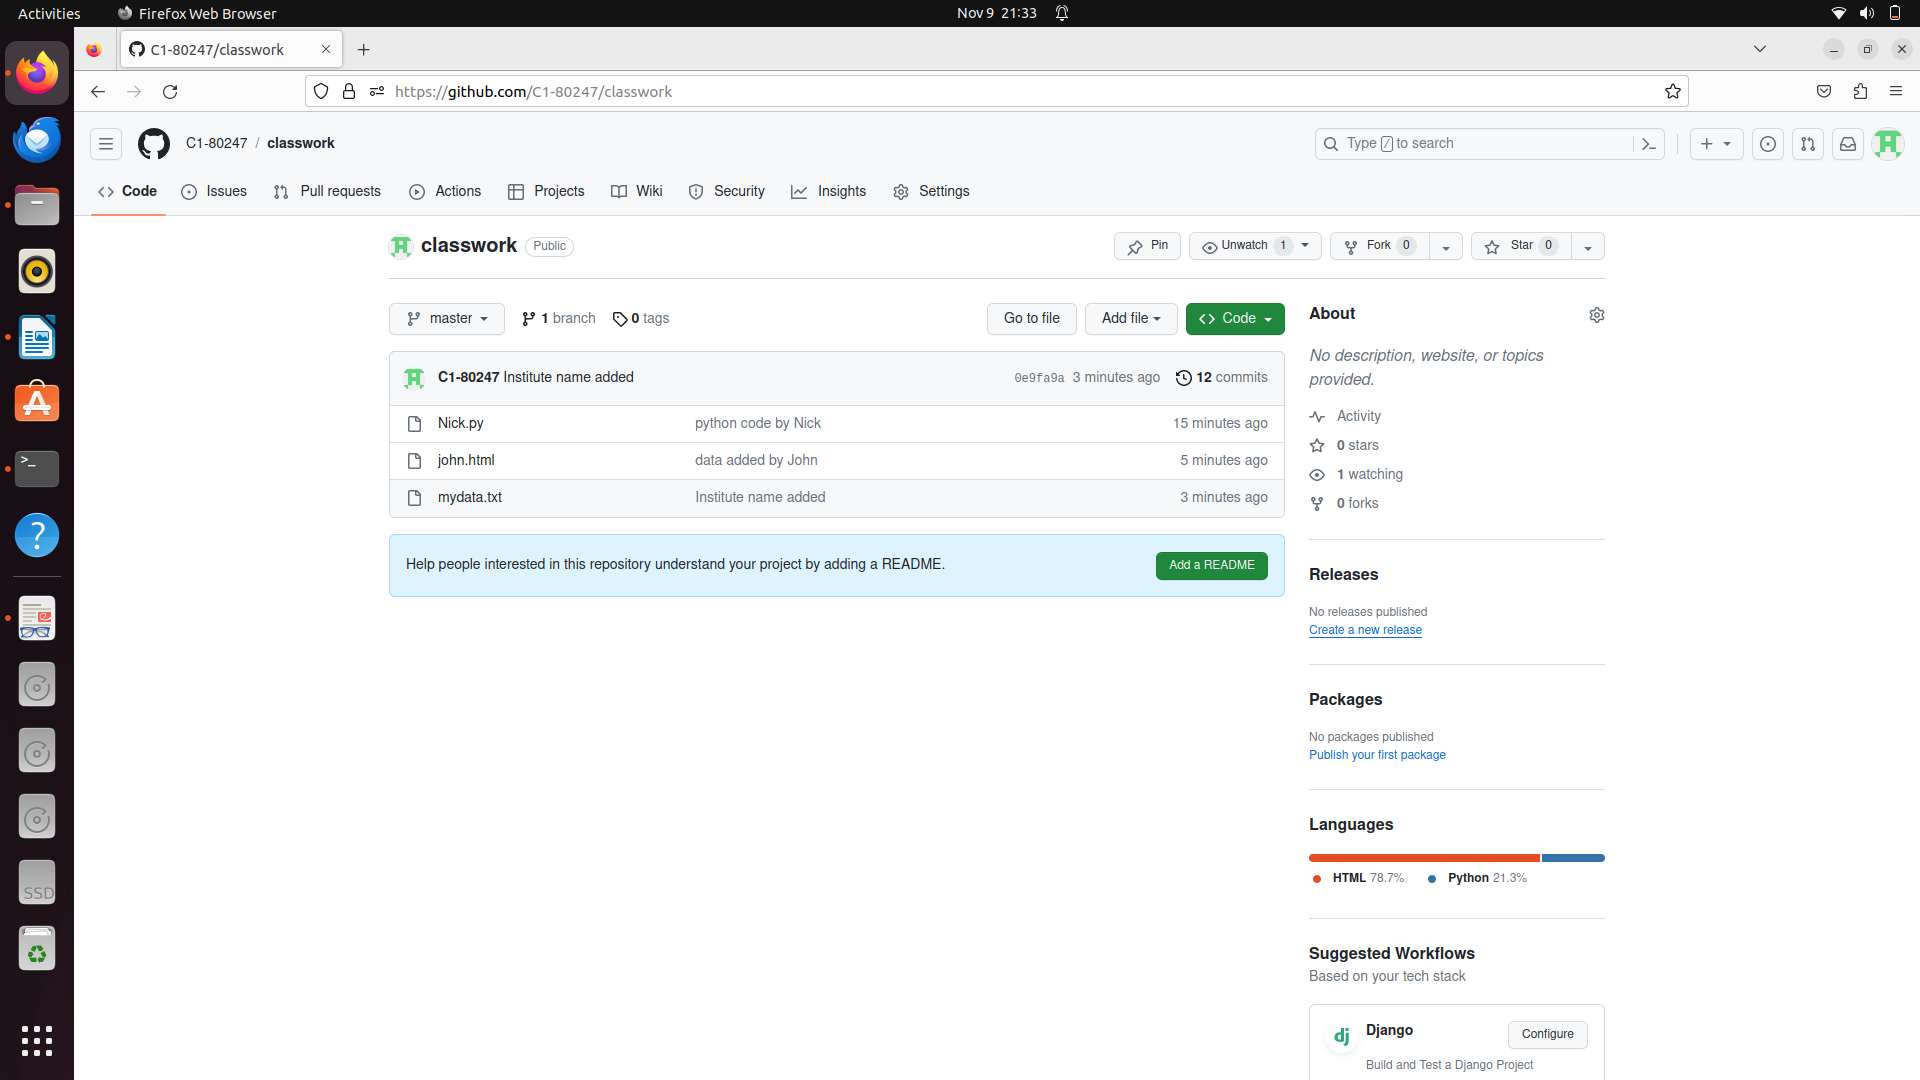 Activities Firefox Web Browser Nov 9 21:33
C1-80247/classwork
https://github.com/C1-80247/classwork
C1-80247 / classwork Type / to search
Code Issues Pull requests Actions Projects Wiki Security Insights Settings
classwork Public Pin Unwatch 1 Fork 0 Star 0
master 1 branch 0 tags Go to file Add file Code
C1-80247 Institute name added 0e9fa9a 3 minutes ago 12 commits
Nick.py python code by Nick 15 minutes ago
john.html data added by John 5 minutes ago
mydata.txt Institute name added 3 minutes ago
Help people interested in this repository understand your project by adding a README. Add a README
About
No description, website, or topics
provided.
Activity
0 stars
1 watching
0 forks
Releases
No releases published
Create a new release
Packages
No packages published
Publish your first package
Languages
HTML 78.7% Python 21.3%
Suggested Workflows
Based on your tech stack
dj Django Configure
Build and Test a Django Project
SSD